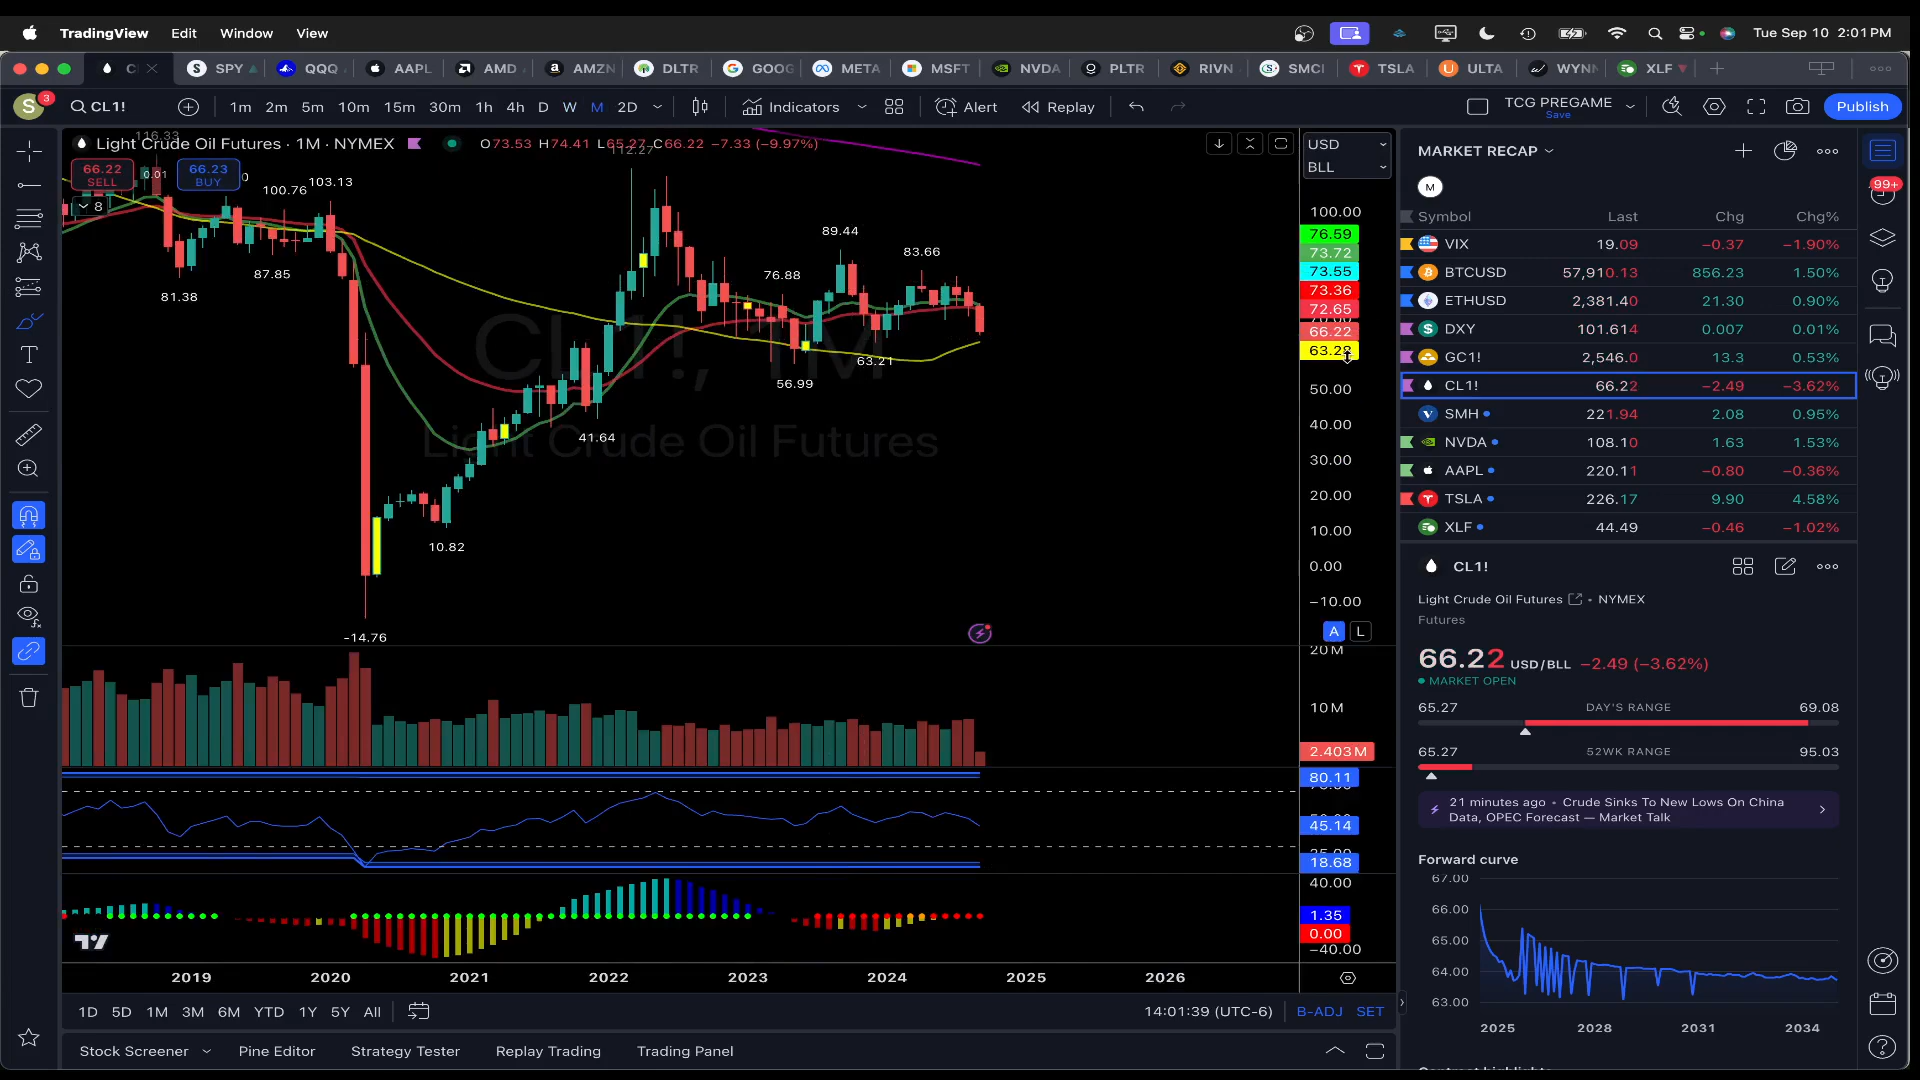 TradingView Edit Window View Tue Sep 10 2:01 PM
SPY QQQ AAPL AMD AMZN DLTR GOOG META MSFT NVDA PLTR RIVN SMCI TSLA ULTA WYNN XLF
S 3 CL1! 1m 2m 5m 10m 15m 30m 1h 4h D W M 2D Indicators Alert Replay TCG PREGAME Save Publish
116.33
Light Crude Oil Futures · 1M · NYMEX O73.53 H74.41 L65.27 C66.22 −7.33 (−9.97%)
112.27
66.22 SELL 0.01 66.23 BUY
8
100.76 103.13
87.85
81.38
76.88
89.44
83.66
56.99
63.21
41.64
10.82
-14.76
CL1!, 1M
Light Crude Oil Futures
USD
BLL
100.00
76.59
73.72
73.55
73.36
72.65
66.22
63.28
50.00
40.00
30.00
20.00
10.00
0.00
−10.00
A L
20M
10M
2.403M
80.11
45.14
25.00
18.68
40.00
1.35
0.00
−40.00
2019 2020 2021 2022 2023 2024 2025 2026
1D 5D 1M 3M 6M YTD 1Y 5Y All 14:01:39 (UTC-6) B-ADJ SET
Stock Screener Pine Editor Strategy Tester Replay Trading Trading Panel
MARKET RECAP
M
99+
Symbol Last Chg Chg%
VIX 19.09 −0.37 −1.90%
BTCUSD 57,910.13 856.23 1.50%
ETHUSD 2,381.40 21.30 0.90%
DXY 101.614 0.007 0.01%
GC1! 2,546.0 13.3 0.53%
CL1! 66.22 −2.49 −3.62%
SMH 221.94 2.08 0.95%
NVDA 108.10 1.63 1.53%
AAPL 220.11 −0.80 −0.36%
TSLA 226.17 9.90 4.58%
XLF 44.49 −0.46 −1.02%
CL1!
Light Crude Oil Futures • NYMEX
Futures
66.22 USD/BLL −2.49 (−3.62%)
MARKET OPEN
65.27 DAY'S RANGE 69.08
65.27 52WK RANGE 95.03
21 minutes ago • Crude Sinks To New Lows On China
Data, OPEC Forecast — Market Talk
Forward curve
67.00
66.00
65.00
64.00
63.00
2025 2028 2031 2034